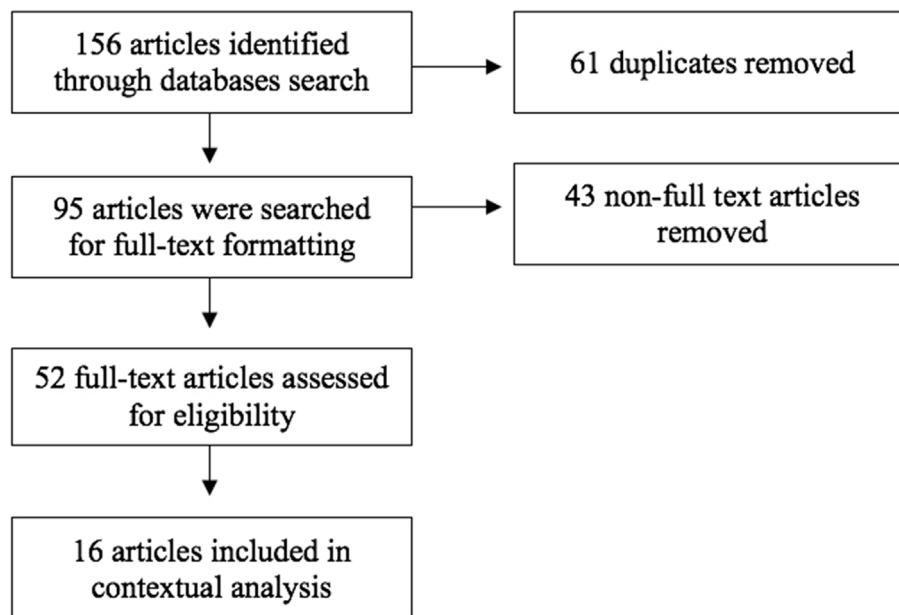 156 articles identified
through databases search
61 duplicates removed
95 articles were searched
for full-text formatting
43 non-full text articles
removed
52 full-text articles assessed
for eligibility
16 articles included in
contextual analysis